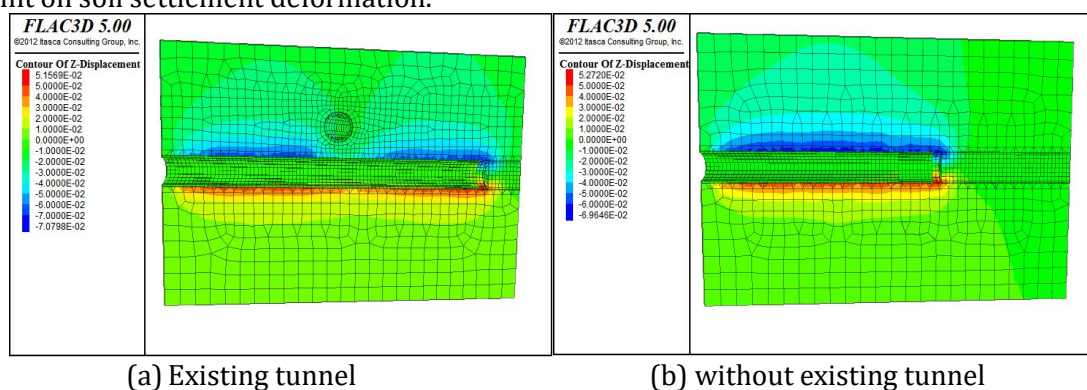 mit on soil settlement deformation.
FLAC3D 5.00
©2012 Itasca Consulting Group, Inc.
Contour Of Z-Displacement
5.1569E-02
5.0000E-02
4.0000E-02
3.0000E-02
2.0000E-02
1.0000E-02
0.0000E+00
-1.0000E-02
-2.0000E-02
-3.0000E-02
-4.0000E-02
-5.0000E-02
-6.0000E-02
-7.0000E-02
-7.0798E-02
FLAC3D 5.00
©2012 Itasca Consulting Group, Inc.
Contour Of Z-Displacement
5.2720E-02
5.0000E-02
4.0000E-02
3.0000E-02
2.0000E-02
1.0000E-02
0.0000E+00
-1.0000E-02
-2.0000E-02
-3.0000E-02
-4.0000E-02
-5.0000E-02
-6.0000E-02
-6.9646E-02
(a) Existing tunnel
(b) without existing tunnel